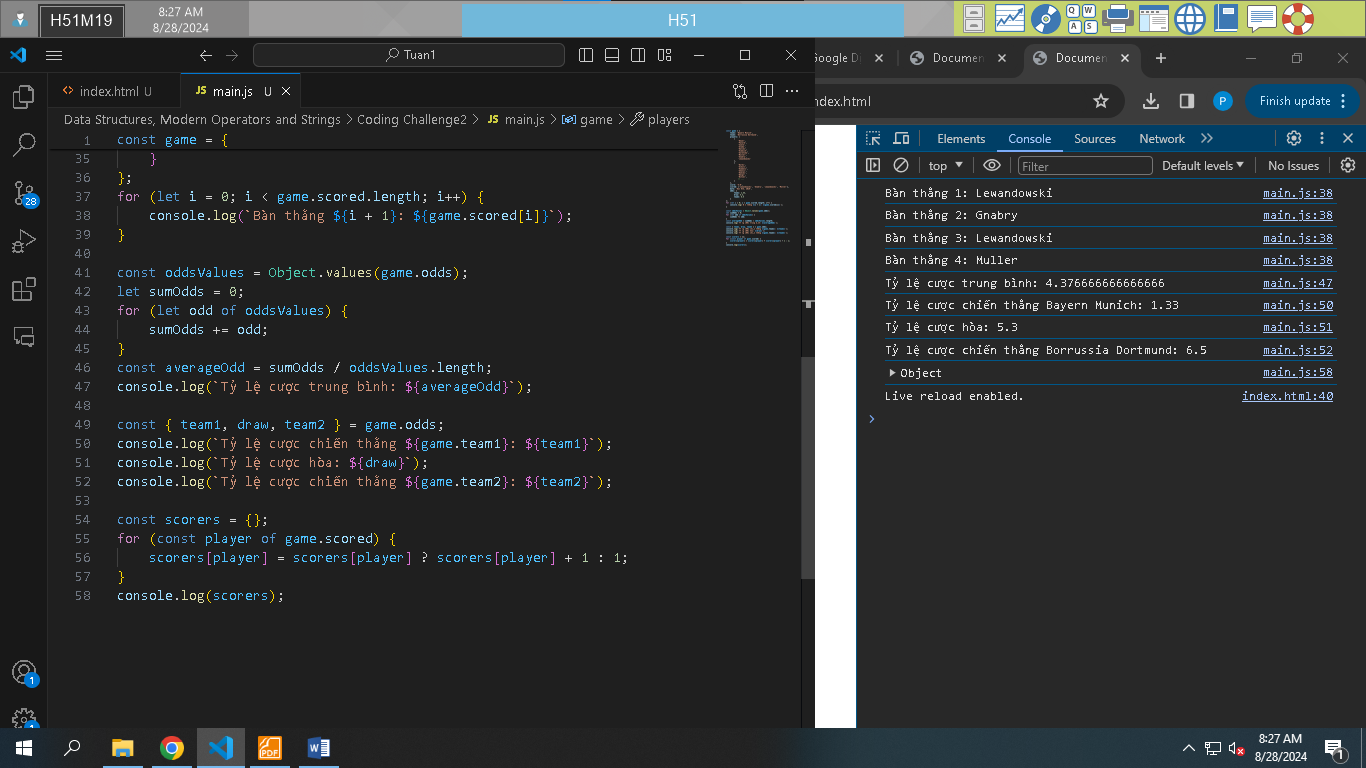 H51M19
8:27 AM
8/28/2024
H51
Q W
A S
Tuan1
index.html U
JS main.js U
Data Structures, Modern Operators and Strings > Coding Challenge2 > JS main.js > game > players
1 const game = {
35 }
36 };
37 for (let i = 0; i < game.scored.length; i++) {
38 console.log(`Bàn thắng ${i + 1}: ${game.scored[i]}`);
39 }
40
41 const oddsValues = Object.values(game.odds);
42 let sumOdds = 0;
43 for (let odd of oddsValues) {
44 sumOdds += odd;
45 }
46 const averageOdd = sumOdds / oddsValues.length;
47 console.log(`Tỷ lệ cược trung bình: ${averageOdd}`);
48
49 const { team1, draw, team2 } = game.odds;
50 console.log(`Tỷ lệ cược chiến thắng ${game.team1}: ${team1}`);
51 console.log(`Tỷ lệ cược hòa: ${draw}`);
52 console.log(`Tỷ lệ cược chiến thắng ${game.team2}: ${team2}`);
53
54 const scorers = {};
55 for (const player of game.scored) {
56 scorers[player] = scorers[player] ? scorers[player] + 1 : 1;
57 }
58 console.log(scorers);
28
1
1
Google D
Documen
Documen
ndex.html
P
Finish update
Elements Console Sources Network
top
Filter
Default levels
No Issues
Bàn thắng 1: Lewandowski main.js:38
Bàn thắng 2: Gnabry main.js:38
Bàn thắng 3: Lewandowski main.js:38
Bàn thắng 4: Muller main.js:38
Tỷ lệ cược trung bình: 4.376666666666666 main.js:47
Tỷ lệ cược chiến thắng Bayern Munich: 1.33 main.js:50
Tỷ lệ cược hòa: 5.3 main.js:51
Tỷ lệ cược chiến thắng Borrussia Dortmund: 6.5 main.js:52
Object main.js:58
Live reload enabled. index.html:40
PDF
W
8:27 AM
8/28/2024
1